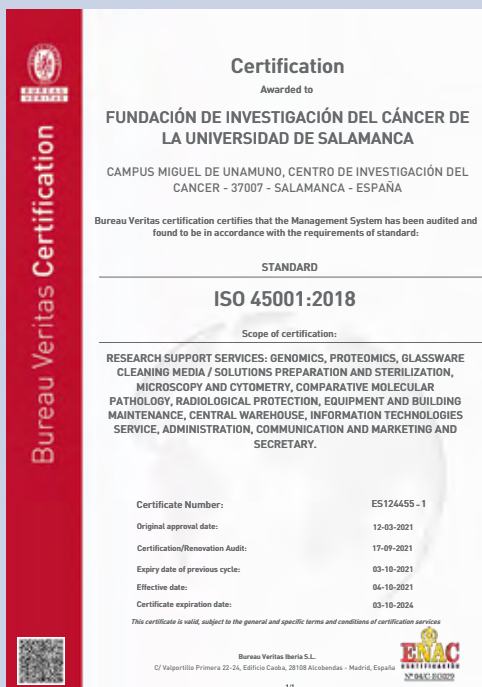 BUREAU
VERITAS
Bureau Veritas Certification
Certification
Awarded to
FUNDACIÓN DE INVESTIGACIÓN DEL CÁNCER DE
LA UNIVERSIDAD DE SALAMANCA
CAMPUS MIGUEL DE UNAMUNO, CENTRO DE INVESTIGACIÓN DEL
CANCER - 37007 - SALAMANCA - ESPAÑA
Bureau Veritas certification certifies that the Management System has been audited and
found to be in accordance with the requirements of standard:
STANDARD
ISO 45001:2018
Scope of certification:
RESEARCH SUPPORT SERVICES: GENOMICS, PROTEOMICS, GLASSWARE
CLEANING MEDIA / SOLUTIONS PREPARATION AND STERILIZATION,
MICROSCOPY AND CYTOMETRY, COMPARATIVE MOLECULAR
PATHOLOGY, RADIOLOGICAL PROTECTION, EQUIPMENT AND BUILDING
MAINTENANCE, CENTRAL WAREHOUSE, INFORMATION TECHNOLOGIES
SERVICE, ADMINISTRATION, COMMUNICATION AND MARKETING AND
SECRETARY.
Certificate Number: ES124455 - 1
Original approval date: 12-03-2021
Certification/Renovation Audit: 17-09-2021
Expiry date of previous cycle: 03-10-2021
Effective date: 04-10-2021
Certificate expiration date: 03-10-2024
This certificate is valid, subject to the general and specific terms and conditions of certification services
Bureau Veritas Iberia S.L.
C/ Valportillo Primera 22-24, Edificio Caoba, 28108 Alcobendas - Madrid, España
1/1
ENAC
CERTIFICACIÓN
Nº 04/C-SG029